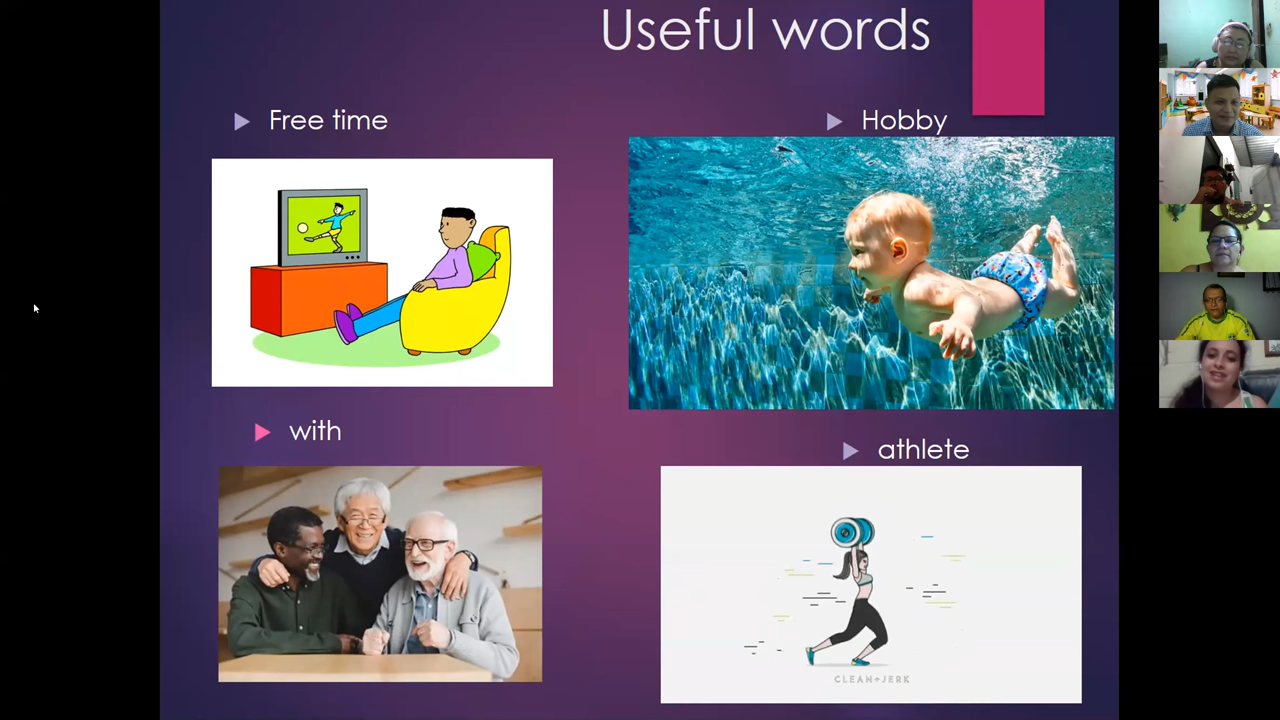 Useful words
Free time
Hobby
with
athlete
CLEAN+JERK